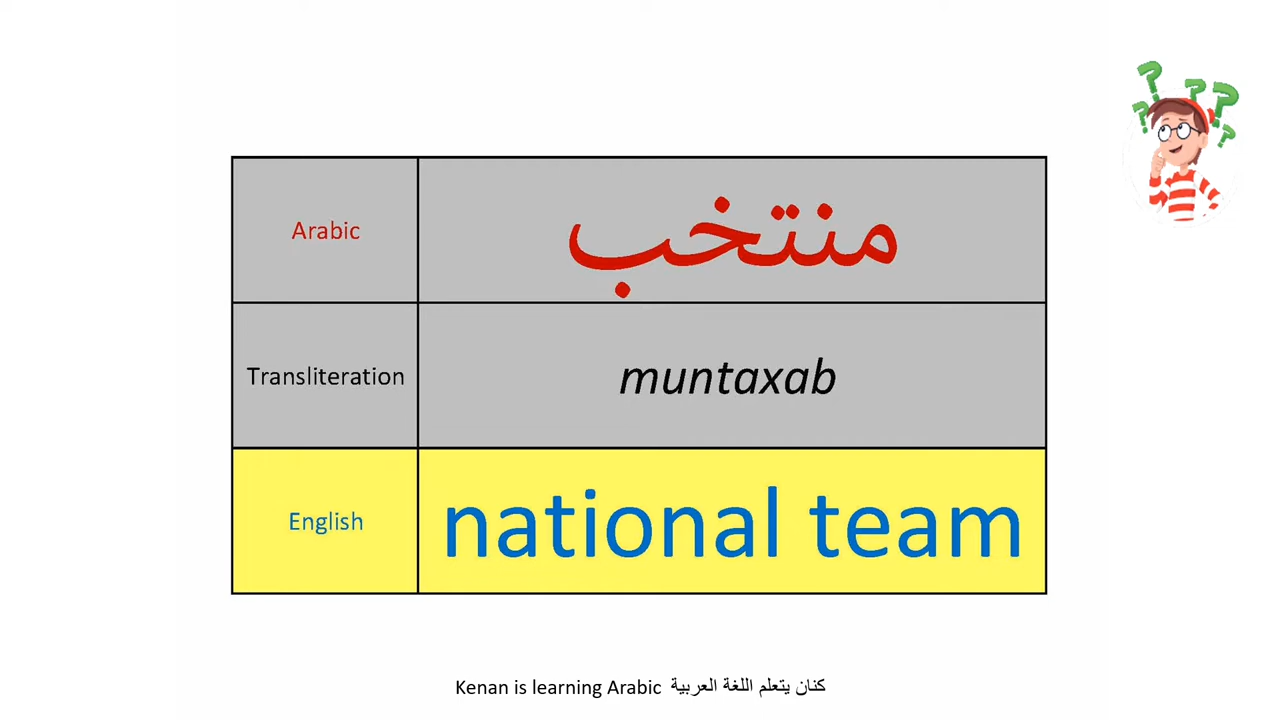 Arabic منتخب
Transliteration muntaxab
English national team
Kenan is learning Arabic كنان يتعلم اللغة العربية